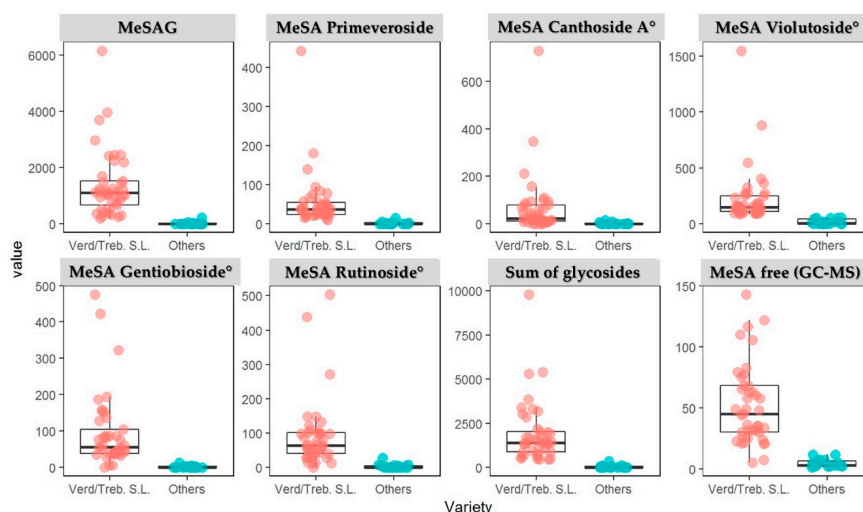 MeSAG
MeSA Primeveroside
MeSA Canthoside A°
MeSA Violutoside°
6000
4000
2000
0
400
300
200
100
0
600
400
200
0
1500
1000
500
0
Verd/Treb. S.L. Others
Verd/Treb. S.L. Others
Verd/Treb. S.L. Others
Verd/Treb. S.L. Others
value
MeSA Gentiobioside°
MeSA Rutinoside°
Sum of glycosides
MeSA free (GC-MS)
500
400
300
200
100
0
500
400
300
200
100
0
10000
7500
5000
2500
0
150
100
50
0
Verd/Treb. S.L. Others
Verd/Treb. S.L. Others
Verd/Treb. S.L. Others
Verd/Treb. S.L. Others
Variety